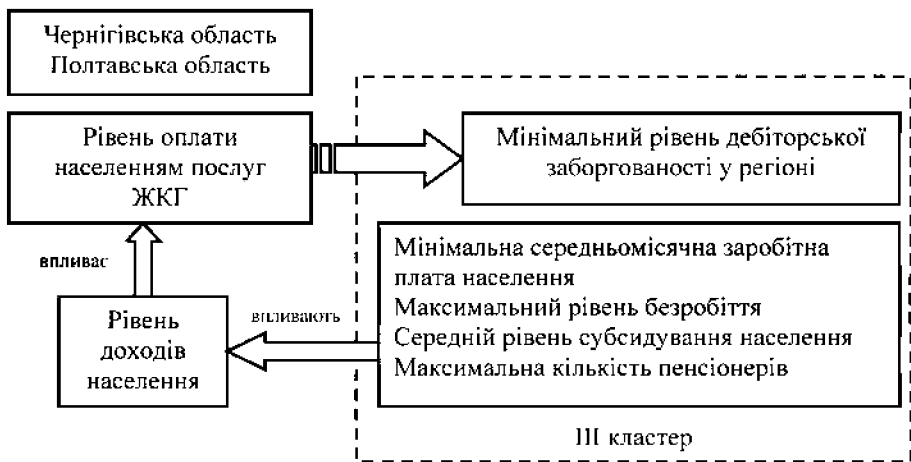 Чернігівська область
Полтавська область
Рівень оплати
населенням послуг
ЖКГ
Мінімальний рівень дебіторської
заборгованості у регіоні
впливає
Рівень
доходів
населення
впливають
Мінімальна середньомісячна заробітна
плата населення
Максимальний рівень безробіття
Середній рівень субсидування населення
Максимальна кількість пенсіонерів
ІІІ кластер